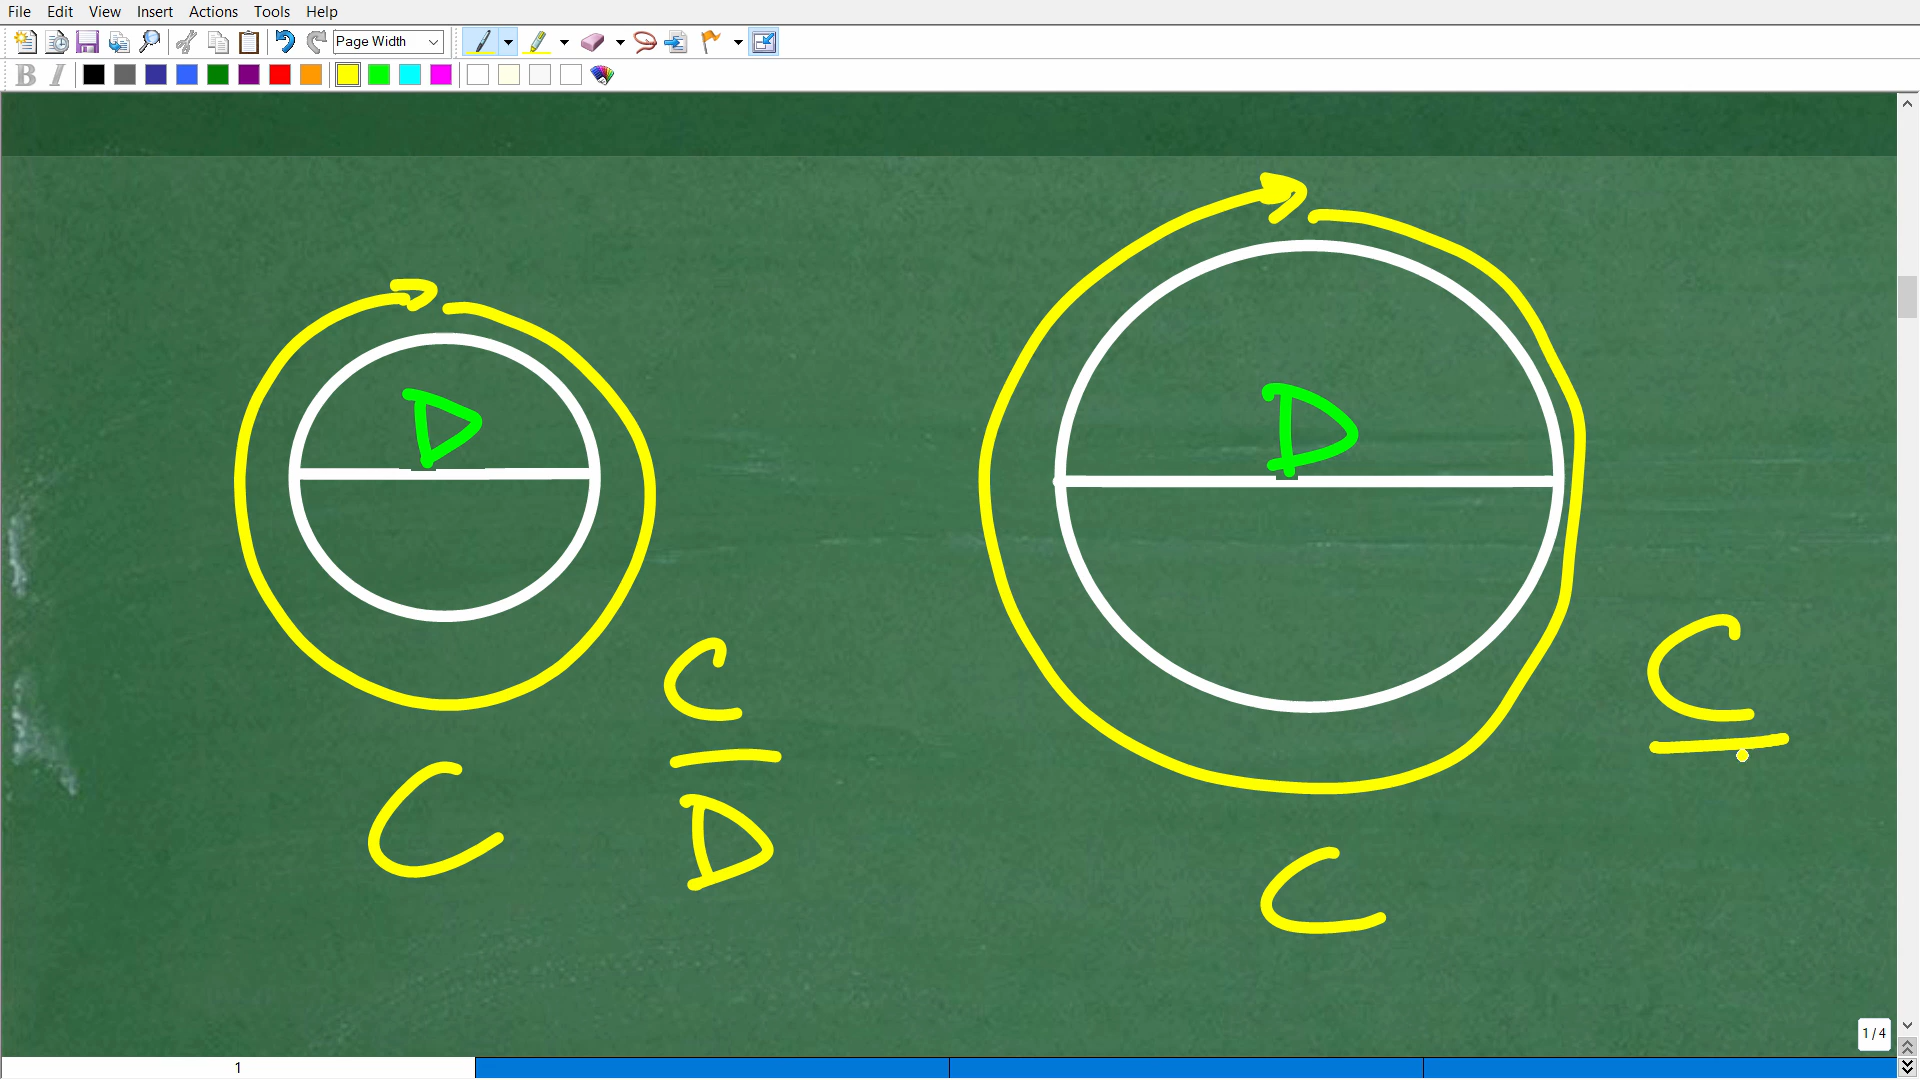 File Edit View Insert Actions Tools Help
Page Width
B I
D
D
C
D
C
C
C
1 / 4
1